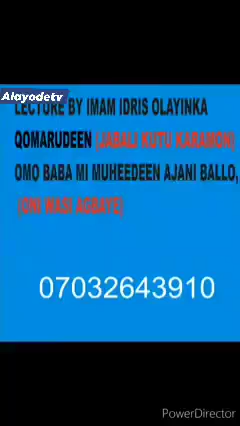 Alayodetv
LECTURE BY IMAM IDRIS OLAYINKA
QOMARUDEEN (JABALI KUTU KARAMON)
OMO BABA MI MUHEEDEEN AJANI BALLO,
(ONI WASI AGBAYE)
07032643910
PowerDirector